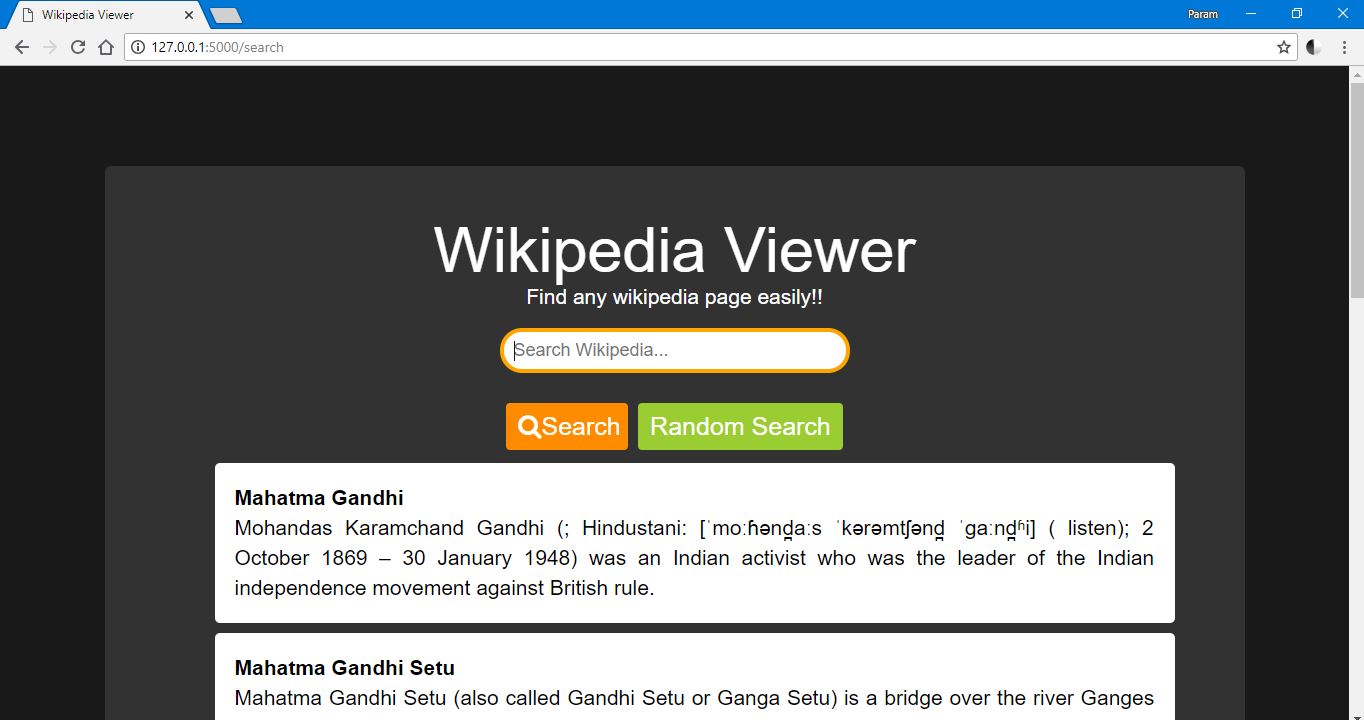 Wikipedia Viewer
Param
127.0.0.1:5000/search
Wikipedia Viewer
Find any wikipedia page easily!!
Search Wikipedia...
Search Random Search
Mahatma Gandhi
Mohandas Karamchand Gandhi (; Hindustani: [ˈmoːɦənd̪aːs ˈkərəmtʃənd̪ ˈɡaːnd̪ʱi] ( listen); 2
October 1869 – 30 January 1948) was an Indian activist who was the leader of the Indian
independence movement against British rule.
Mahatma Gandhi Setu
Mahatma Gandhi Setu (also called Gandhi Setu or Ganga Setu) is a bridge over the river Ganges